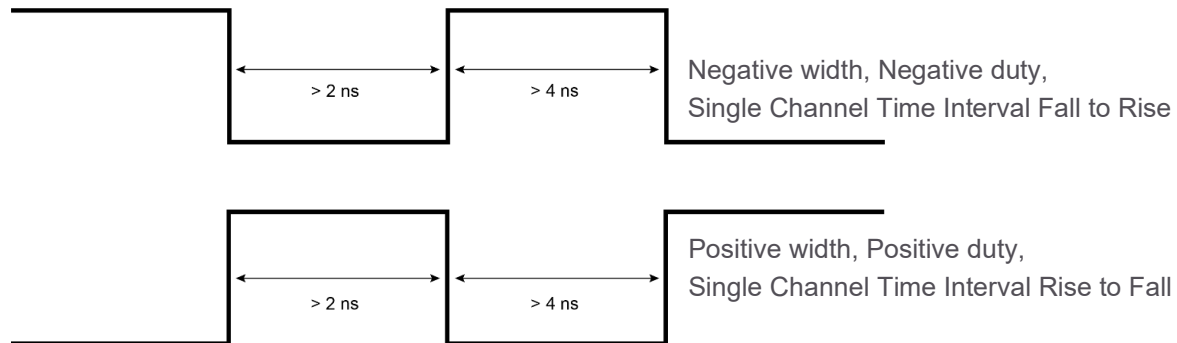 > 2 ns
> 4 ns
Negative width, Negative duty,
Single Channel Time Interval Fall to Rise
> 2 ns
> 4 ns
Positive width, Positive duty,
Single Channel Time Interval Rise to Fall